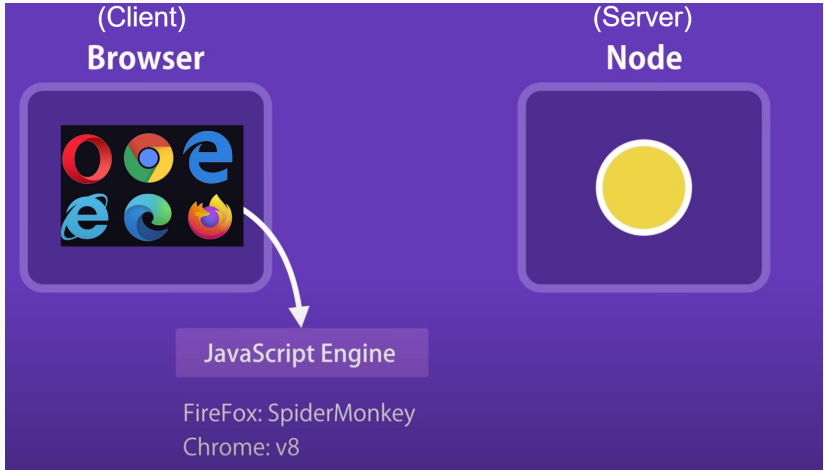 (Client)
Browser
(Server)
Node
JavaScript Engine
FireFox: SpiderMonkey
Chrome: v8